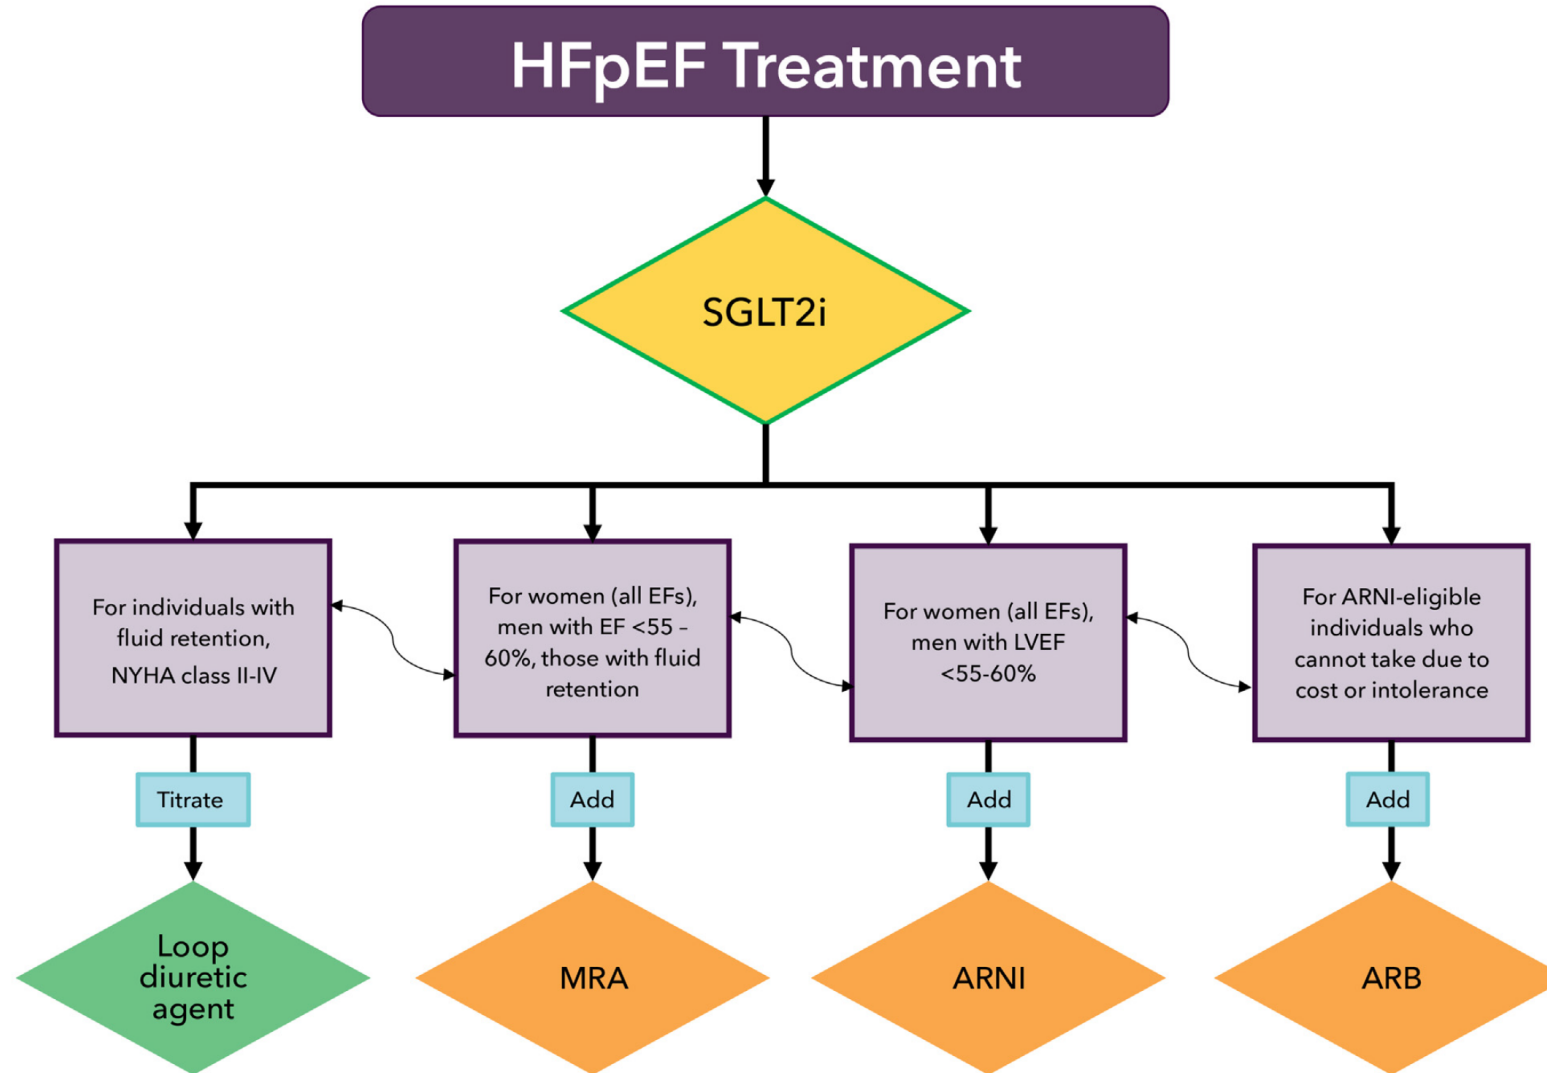 HFpEF Treatment
SGLT2i
For individuals with
fluid retention,
NYHA class II-IV
For women (all EFs),
men with EF <55 –
60%, those with fluid
retention
For women (all EFs),
men with LVEF
<55-60%
For ARNI-eligible
individuals who
cannot take due to
cost or intolerance
Titrate
Add
Add
Add
Loop
diuretic
agent
MRA
ARNI
ARB